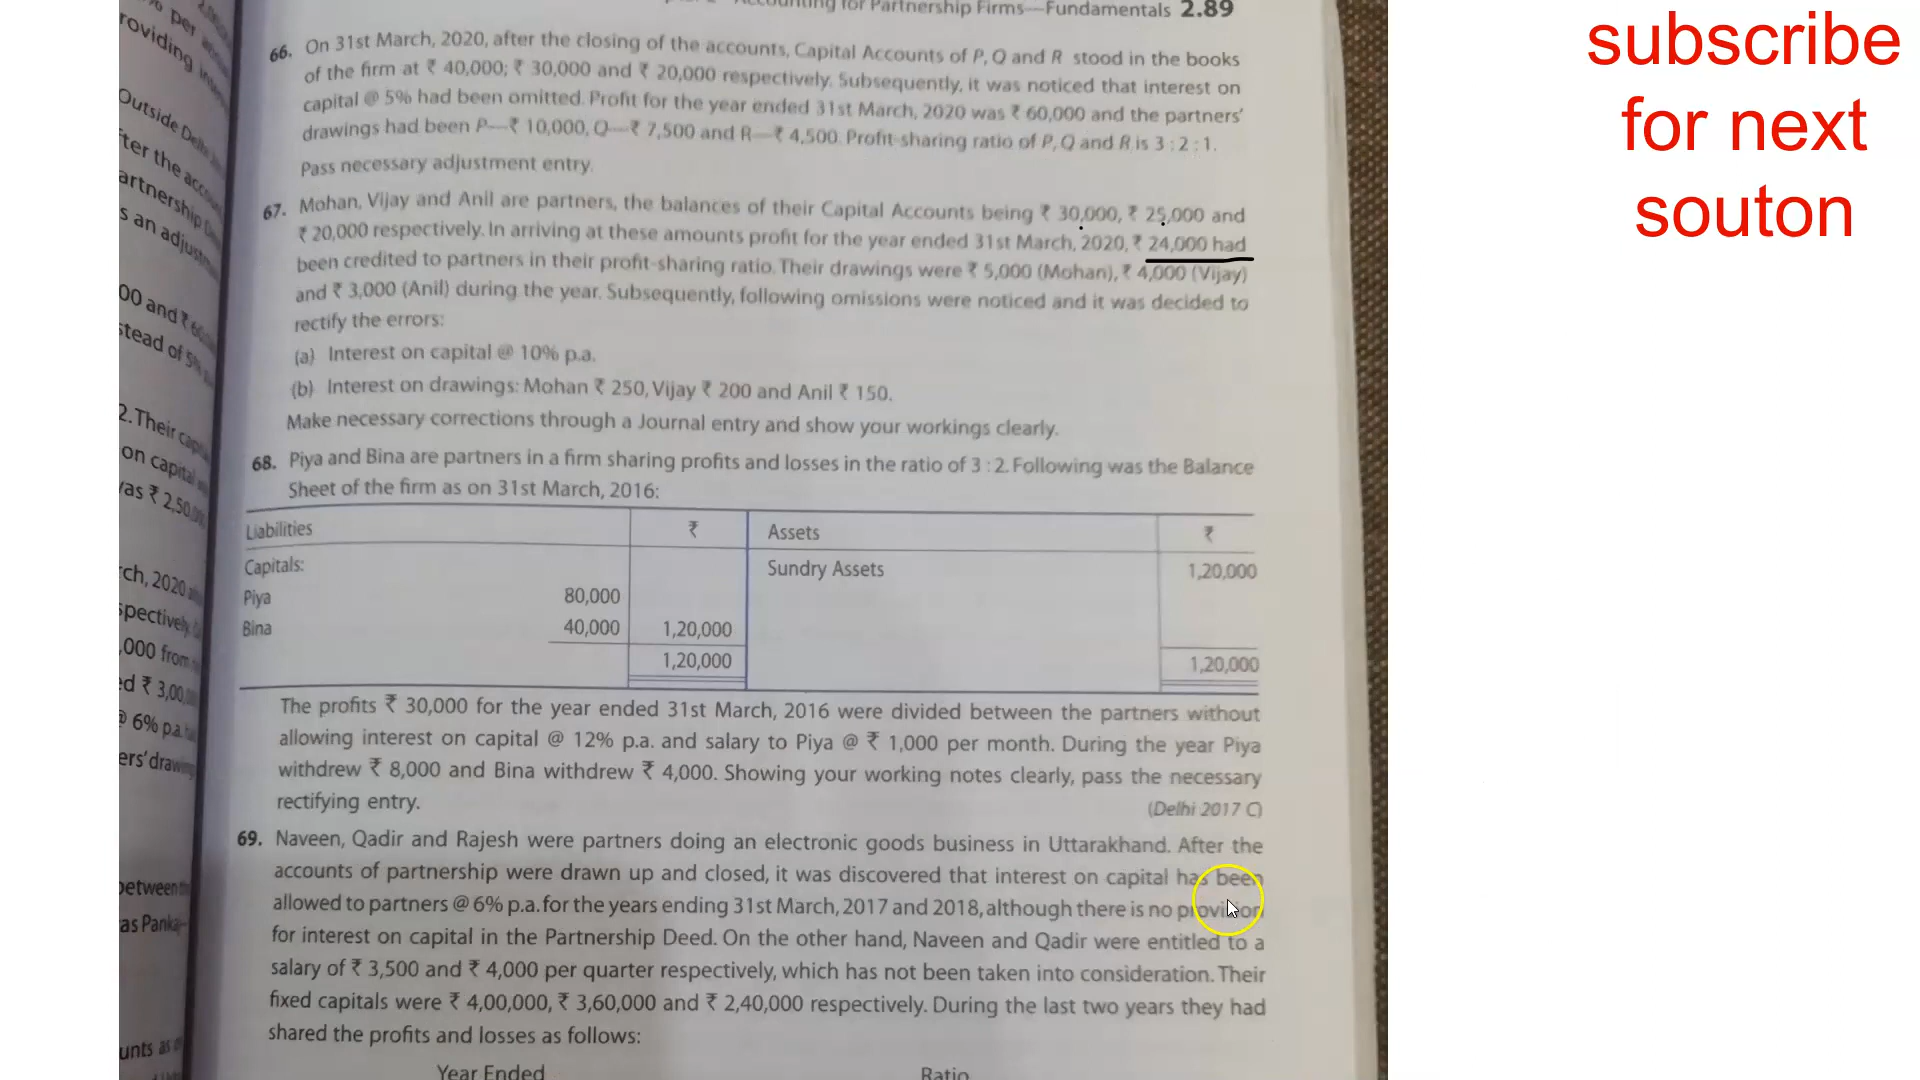 Accounting for Partnership Firms—Fundamentals 2.89
66. On 31st March, 2020, after the closing of the accounts, Capital Accounts of P, Q and R stood in the books
of the firm at ₹ 40,000; ₹ 30,000 and ₹ 20,000 respectively. Subsequently, it was noticed that interest on
capital @ 5% had been omitted. Profit for the year ended 31st March, 2020 was ₹ 60,000 and the partners'
drawings had been P—₹ 10,000, Q—₹ 7,500 and R—₹ 4,500. Profit-sharing ratio of P, Q and R is 3 : 2 : 1.
Pass necessary adjustment entry.
67. Mohan, Vijay and Anil are partners, the balances of their Capital Accounts being ₹ 30,000, ₹ 25,000 and
₹ 20,000 respectively. In arriving at these amounts profit for the year ended 31st March, 2020, ₹ 24,000 had
been credited to partners in their profit-sharing ratio. Their drawings were ₹ 5,000 (Mohan), ₹ 4,000 (Vijay)
and ₹ 3,000 (Anil) during the year. Subsequently, following omissions were noticed and it was decided to
rectify the errors:
(a) Interest on capital @ 10% p.a.
(b) Interest on drawings: Mohan ₹ 250, Vijay ₹ 200 and Anil ₹ 150.
Make necessary corrections through a Journal entry and show your workings clearly.
68. Piya and Bina are partners in a firm sharing profits and losses in the ratio of 3 : 2. Following was the Balance
Sheet of the firm as on 31st March, 2016:
Liabilities ₹ Assets ₹
Capitals: Sundry Assets 1,20,000
Piya 80,000
Bina 40,000 1,20,000
1,20,000 1,20,000
The profits ₹ 30,000 for the year ended 31st March, 2016 were divided between the partners without
allowing interest on capital @ 12% p.a. and salary to Piya @ ₹ 1,000 per month. During the year Piya
withdrew ₹ 8,000 and Bina withdrew ₹ 4,000. Showing your working notes clearly, pass the necessary
rectifying entry. (Delhi 2017 C)
69. Naveen, Qadir and Rajesh were partners doing an electronic goods business in Uttarakhand. After the
accounts of partnership were drawn up and closed, it was discovered that interest on capital has been
allowed to partners @ 6% p.a. for the years ending 31st March, 2017 and 2018, although there is no provision
for interest on capital in the Partnership Deed. On the other hand, Naveen and Qadir were entitled to a
salary of ₹ 3,500 and ₹ 4,000 per quarter respectively, which has not been taken into consideration. Their
fixed capitals were ₹ 4,00,000, ₹ 3,60,000 and ₹ 2,40,000 respectively. During the last two years they had
shared the profits and losses as follows:
Year Ended Ratio
subscribe
for next
souton